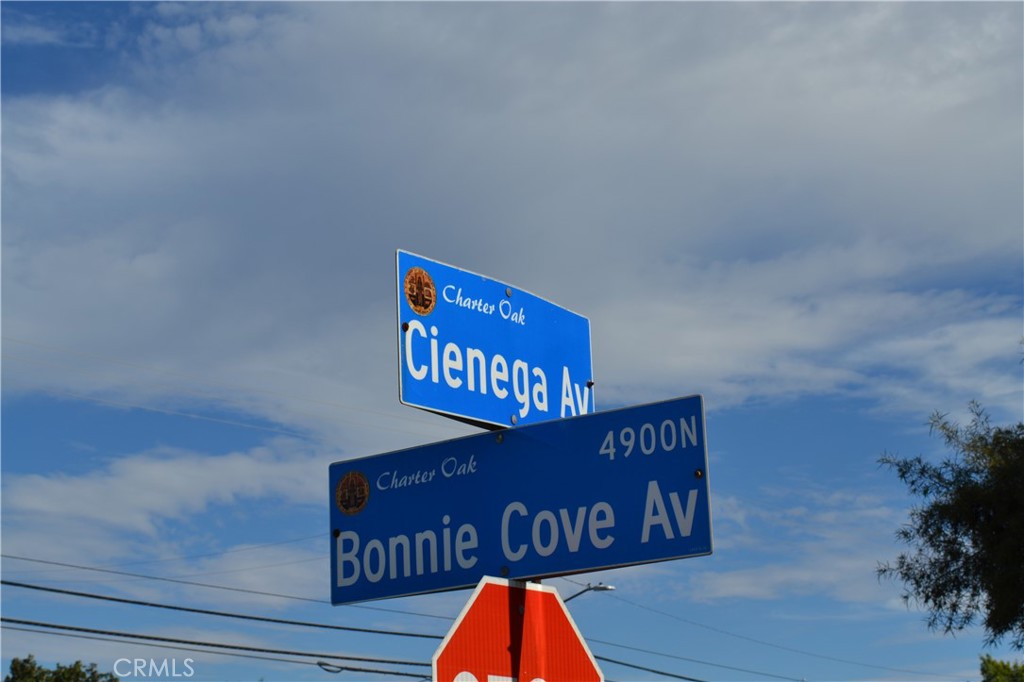 Charter Oak
Cienega Av
4900N
Charter Oak
Bonnie Cove Av
CRMLS